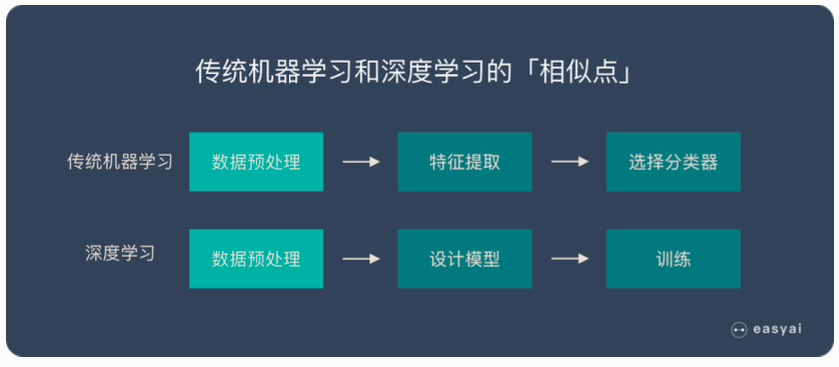 传统机器学习和深度学习的「相似点」
传统机器学习 数据预处理 特征提取 选择分类器
深度学习 数据预处理 设计模型 训练
easyai